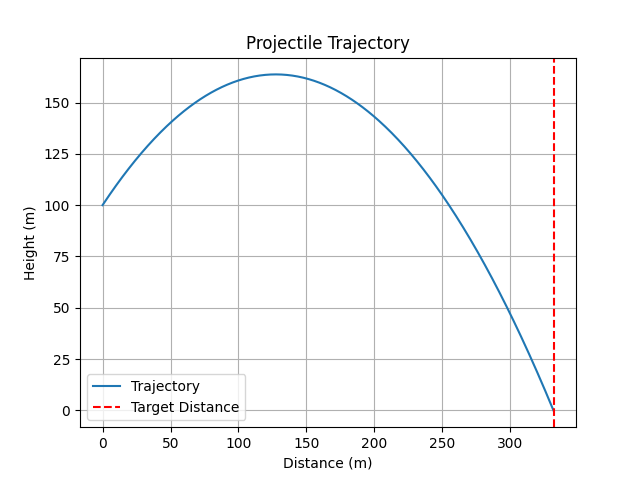 Projectile Trajectory
Height (m)
150
125
100
75
50
25
0
Trajectory
Target Distance
0 50 100 150 200 250 300
Distance (m)